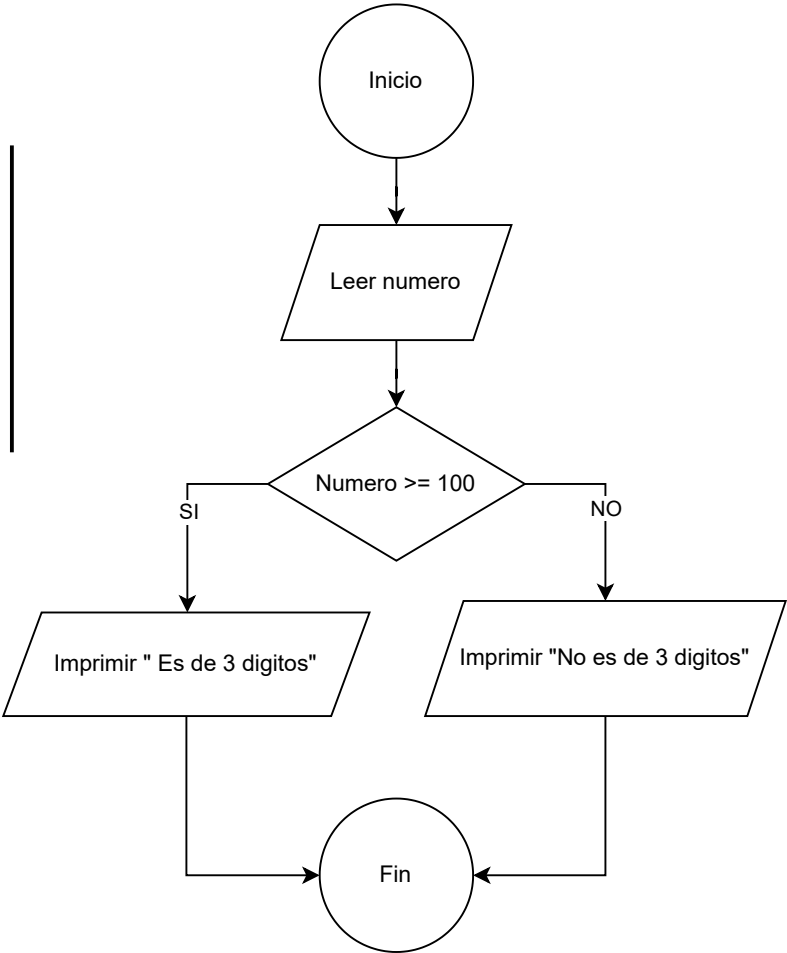 Inicio
Leer numero
Numero >= 100
SI
NO
Imprimir " Es de 3 digitos"
Imprimir "No es de 3 digitos"
Fin